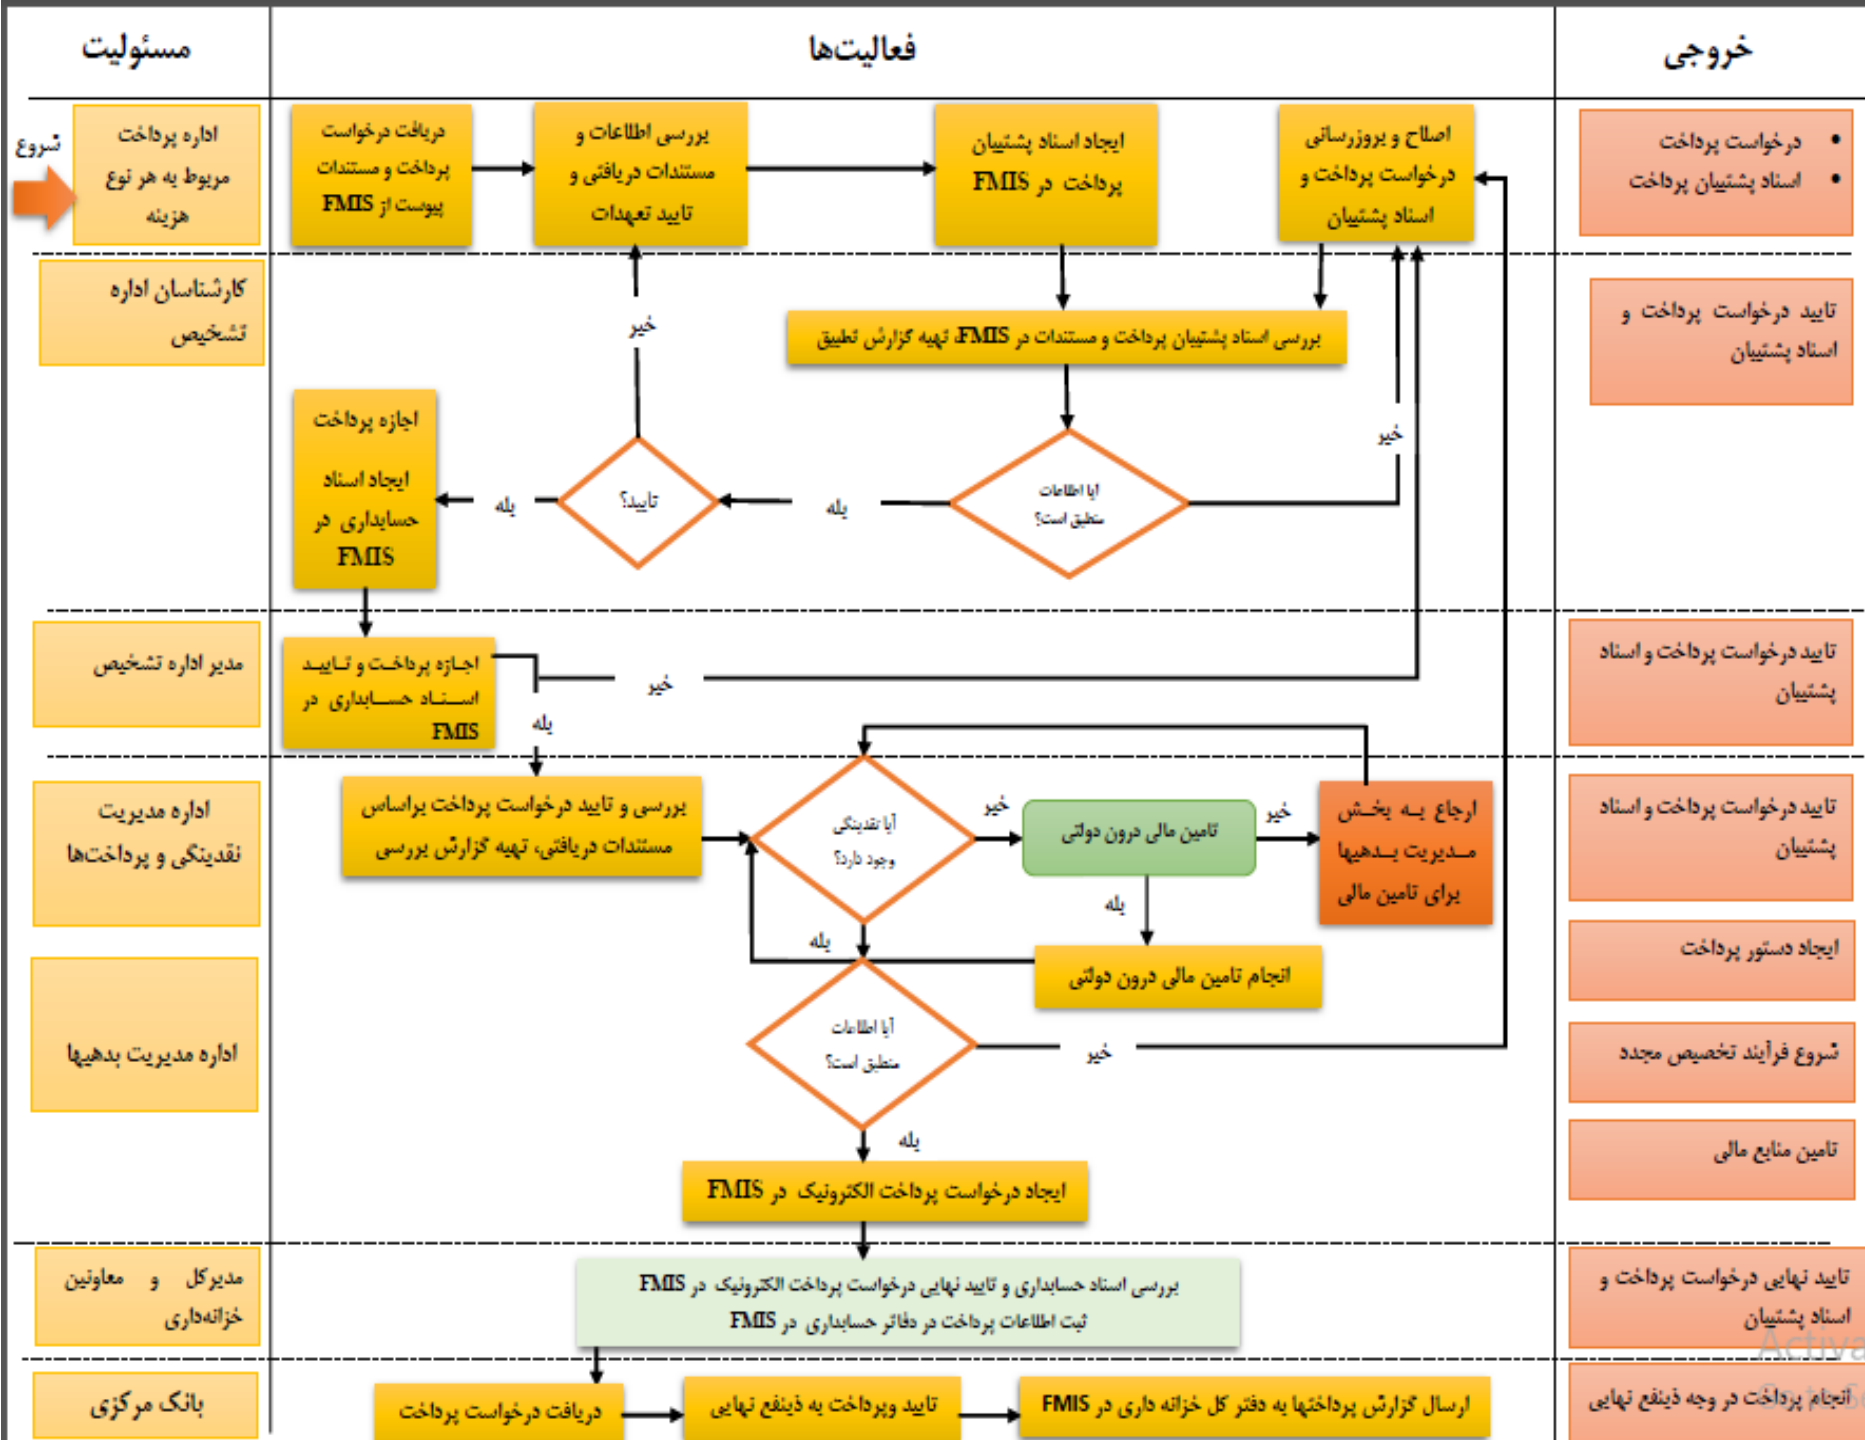 مسئولیت
فعالیت‌ها
خروجی
شروع
اداره پرداخت
مربوط به هر نوع
هزینه
دریافت درخواست
پرداخت و مستندات
پیوست از FMIS
بررسی اطلاعات و
مستندات دریافتی و
تایید تعهدات
ایجاد اسناد پشتیبان
پرداخت در FMIS
اصلاح و بروزرسانی
درخواست پرداخت و
اسناد پشتیبان
• درخواست پرداخت
• اسناد پشتیبان پرداخت
کارشناسان اداره
تشخیص
خیر
بررسی اسناد پشتیبان پرداخت و مستندات در FMIS، تهیه گزارش تطبیق
تایید درخواست پرداخت و
اسناد پشتیبان
اجازه پرداخت
ایجاد اسناد
حسابداری در
FMIS
بله
تایید؟
بله
آیا اطلاعات
منطبق است؟
خیر
مدیر اداره تشخیص
اجازه پرداخت و تایید
اسناد حسابداری در
FMIS
خیر
بله
تایید درخواست پرداخت و اسناد
پشتیبان
اداره مدیریت
نقدینگی و پرداخت‌ها
بررسی و تایید درخواست پرداخت براساس
مستندات دریافتی، تهیه گزارش بررسی
آیا نقدینگی
وجود دارد؟
خیر
تامین مالی درون دولتی
خیر
ارجاع به بخش
مدیریت بدهیها
برای تامین مالی
تایید درخواست پرداخت و اسناد
پشتیبان
بله
بله
انجام تامین مالی درون دولتی
ایجاد دستور پرداخت
اداره مدیریت بدهیها
آیا اطلاعات
منطبق است؟
خیر
شروع فرآیند تخصیص مجدد
بله
تامین منابع مالی
ایجاد درخواست پرداخت الکترونیک در FMIS
مدیرکل و معاونین
خزانه‌داری
بررسی اسناد حسابداری و تایید نهایی درخواست پرداخت الکترونیک در FMIS
ثبت اطلاعات پرداخت در دفاتر حسابداری در FMIS
تایید نهایی درخواست پرداخت و
اسناد پشتیبان
Activa
بانک مرکزی
دریافت درخواست پرداخت
تایید وپرداخت به ذینفع نهایی
ارسال گزارش پرداختها به دفتر کل خزانه داری در FMIS
انجام پرداخت در وجه ذینفع نهایی